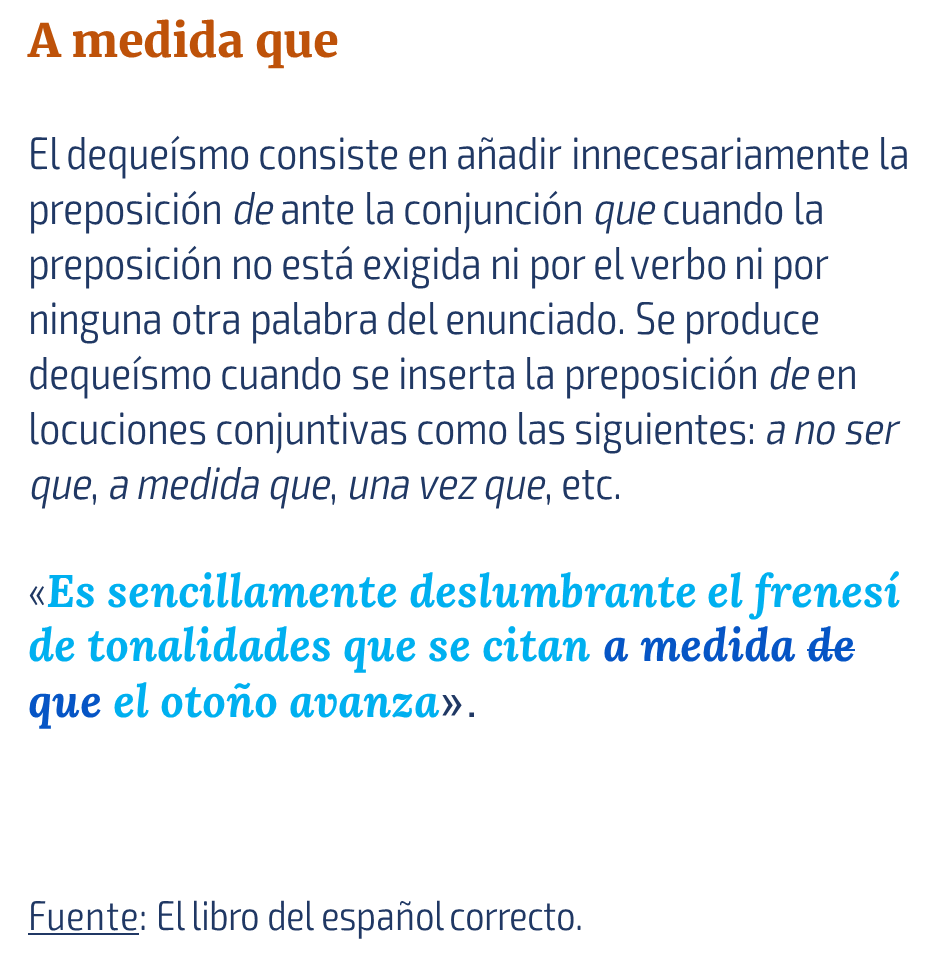 A medida que
El dequeísmo consiste en añadir innecesariamente la
preposición de ante la conjunción que cuando la
preposición no está exigida ni por el verbo ni por
ninguna otra palabra del enunciado. Se produce
dequeísmo cuando se inserta la preposición de en
locuciones conjuntivas como las siguientes: a no ser
que, a medida que, una vez que, etc.
«Es sencillamente deslumbrante el frenesí
de tonalidades que se citan a medida de
que el otoño avanza».
Fuente: El libro del español correcto.